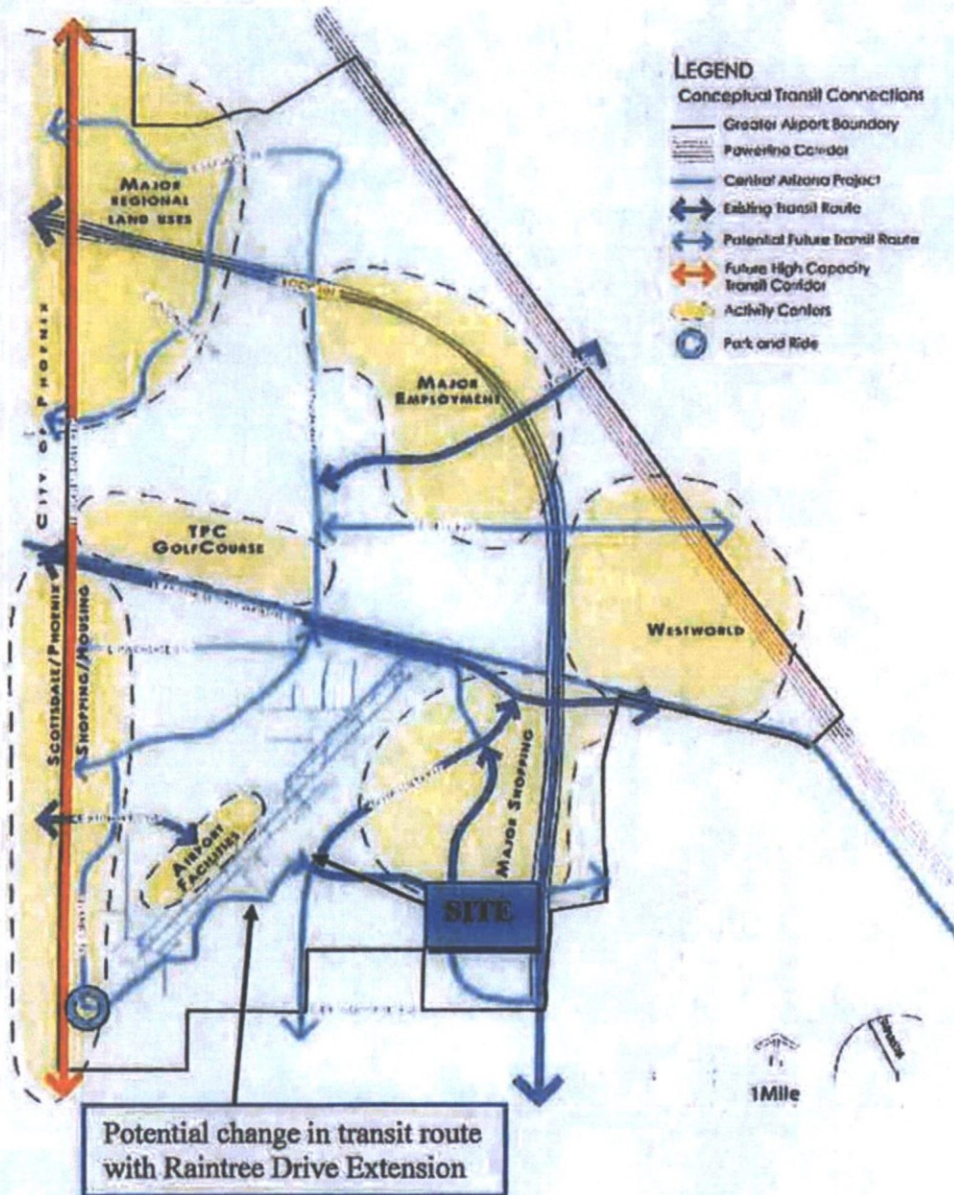 LEGEND
Conceptual Transit Connections
Greater Airport Boundary
Powerline Corridor
Central Arizona Project
Existing Transit Route
Potential Future Transit Route
Future High Capacity
Transit Corridor
Activity Centers
Park and Ride
MAJOR
REGIONAL
LAND USES
CITY OF PHOENIX
MAJOR
EMPLOYMENT
TPC
GOLF COURSE
SCOTTSDALE/PHOENIX
SHOPPING/HOUSING
WESTWORLD
MAJOR SHOPPING
AIRPORT
FACILITIES
SITE
1Mile
Potential change in transit route
with Raintree Drive Extension